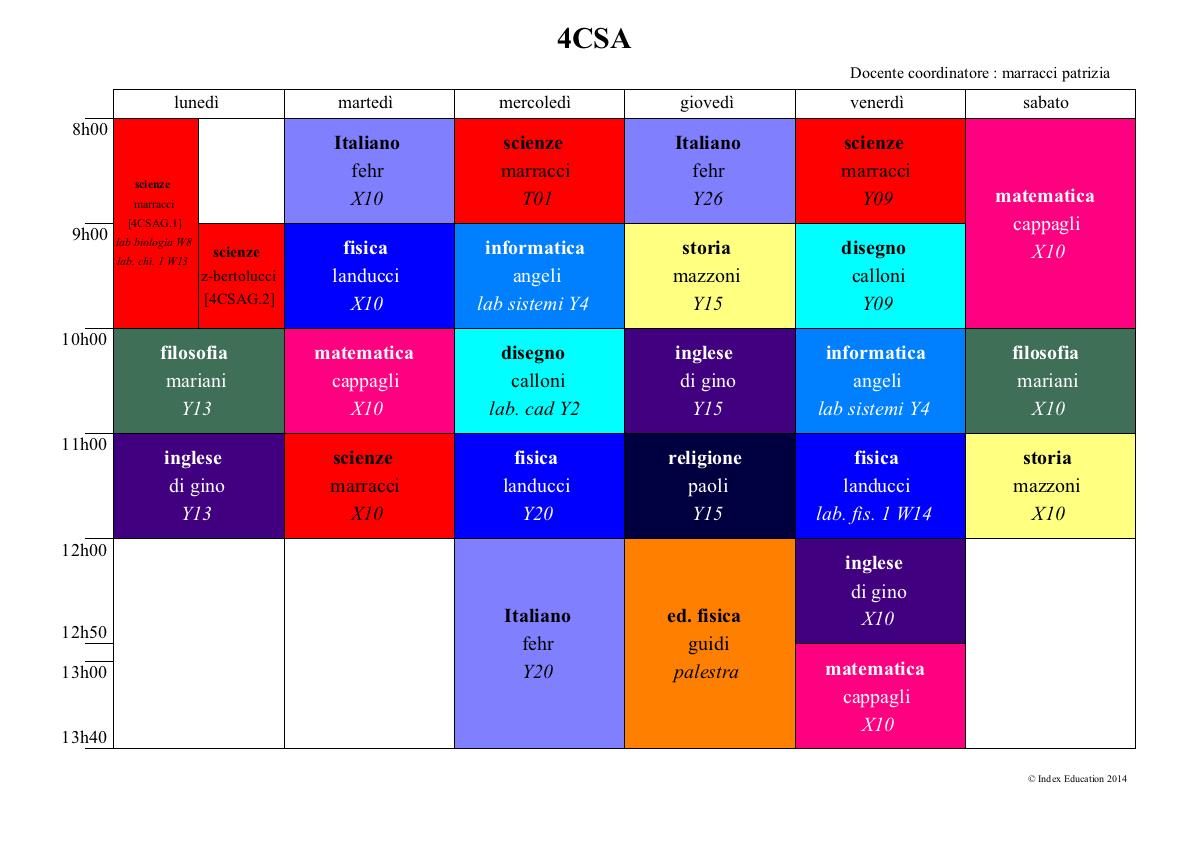 4CSA
Docente coordinatore : marracci patrizia
lunedì martedì mercoledì giovedì venerdì sabato
8h00
scienze
marracci
[4CSAG.1]
lab biologia W8
lab. chi. 1 W13
Italiano
fehr
X10
scienze
marracci
T01
Italiano
fehr
Y26
scienze
marracci
Y09
matematica
cappagli
X10
9h00
scienze
z-bertolucci
[4CSAG.2]
fisica
landucci
X10
informatica
angeli
lab sistemi Y4
storia
mazzoni
Y15
disegno
calloni
Y09
10h00
filosofia
mariani
Y13
matematica
cappagli
X10
disegno
calloni
lab. cad Y2
inglese
di gino
Y15
informatica
angeli
lab sistemi Y4
filosofia
mariani
X10
11h00
inglese
di gino
Y13
scienze
marracci
X10
fisica
landucci
Y20
religione
paoli
Y15
fisica
landucci
lab. fis. 1 W14
storia
mazzoni
X10
12h00
Italiano
fehr
Y20
ed. fisica
guidi
palestra
inglese
di gino
X10
12h50
13h00
matematica
cappagli
X10
13h40
© Index Education 2014